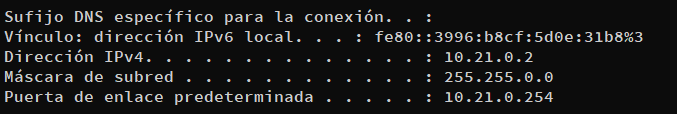 Sufijo DNS específico para la conexión. . :
Vínculo: dirección IPv6 local. . . : fe80::3996:b8cf:5d0e:31b8%3
Dirección IPv4. . . . . . . . . . . . . . : 10.21.0.2
Máscara de subred . . . . . . . . . . . . : 255.255.0.0
Puerta de enlace predeterminada . . . . . : 10.21.0.254